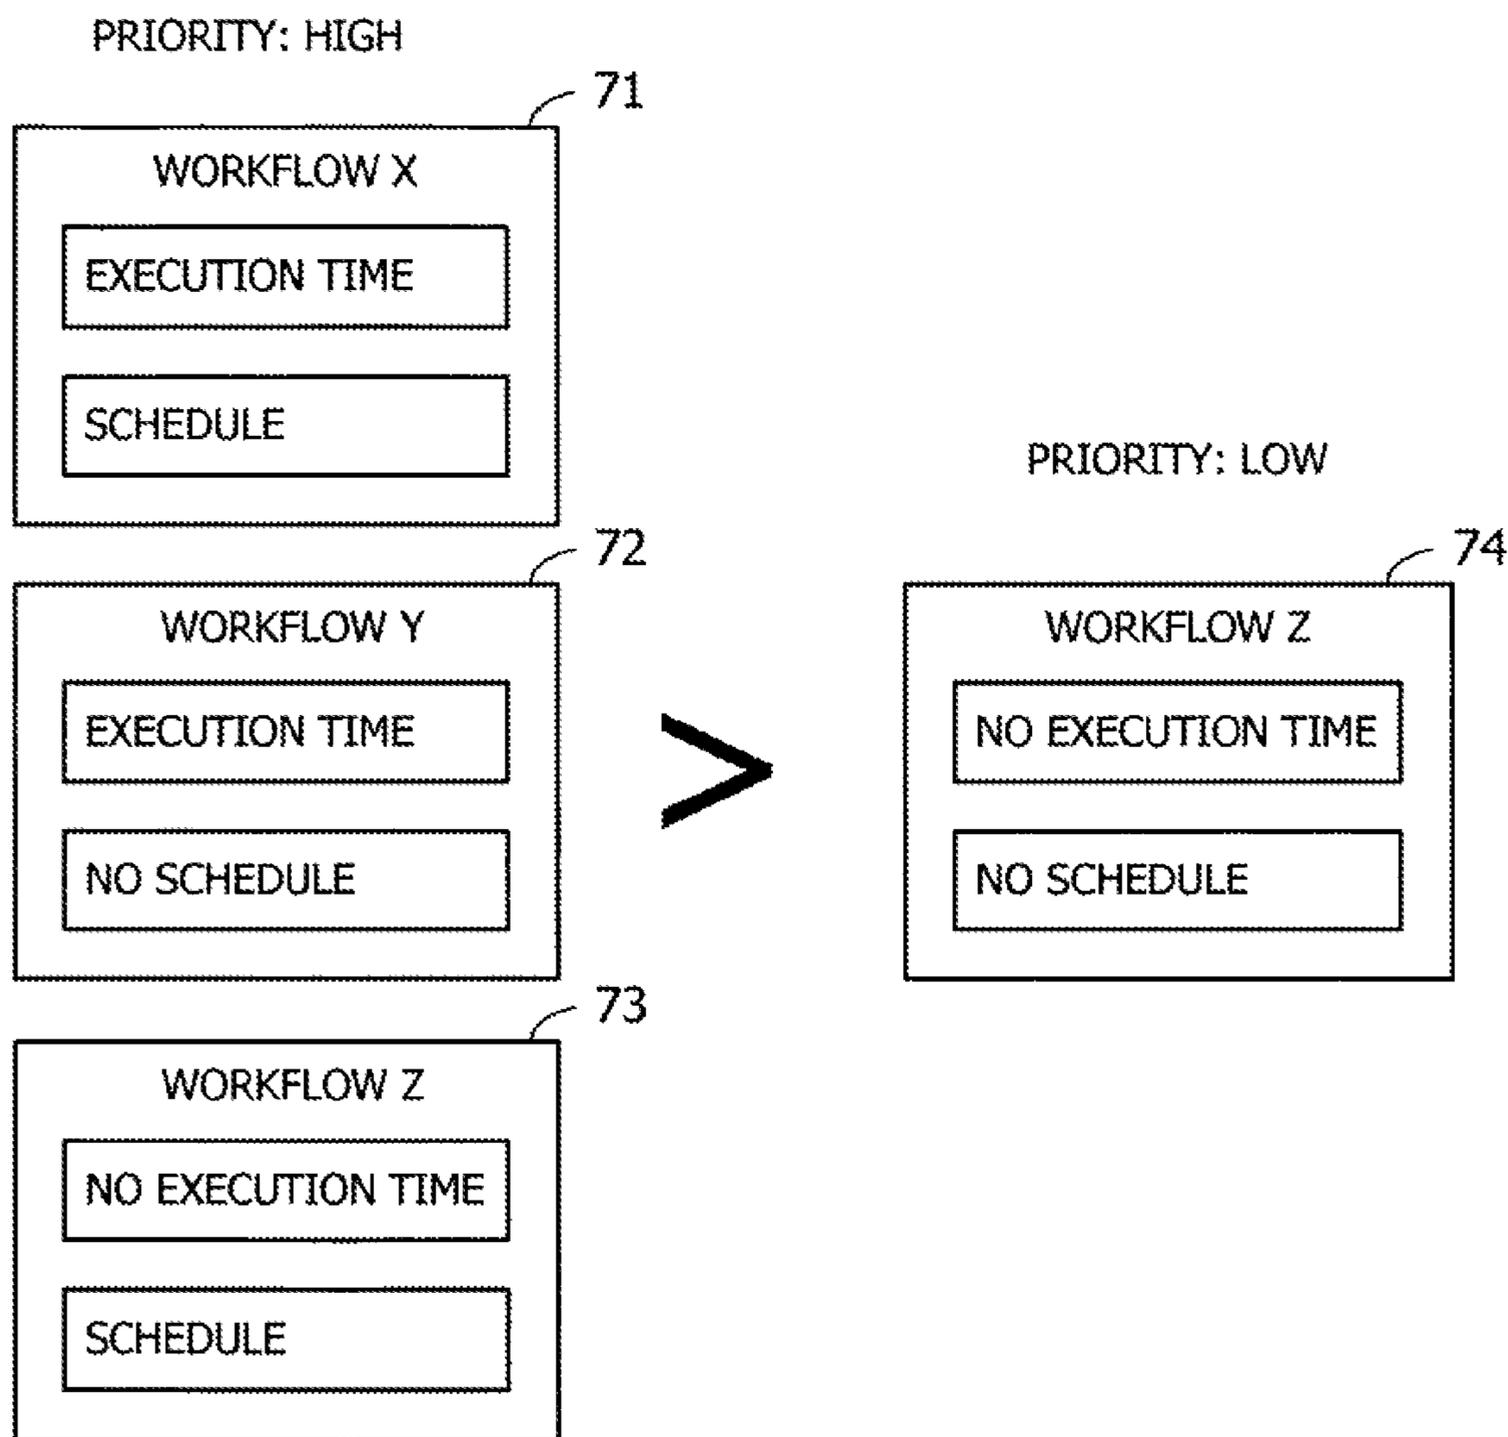 PRIORITY: HIGH
71
WORKFLOW X
EXECUTION TIME
SCHEDULE
72
WORKFLOW Y
EXECUTION TIME
NO SCHEDULE
73
WORKFLOW Z
NO EXECUTION TIME
SCHEDULE
>
PRIORITY: LOW
74
WORKFLOW Z
NO EXECUTION TIME
NO SCHEDULE